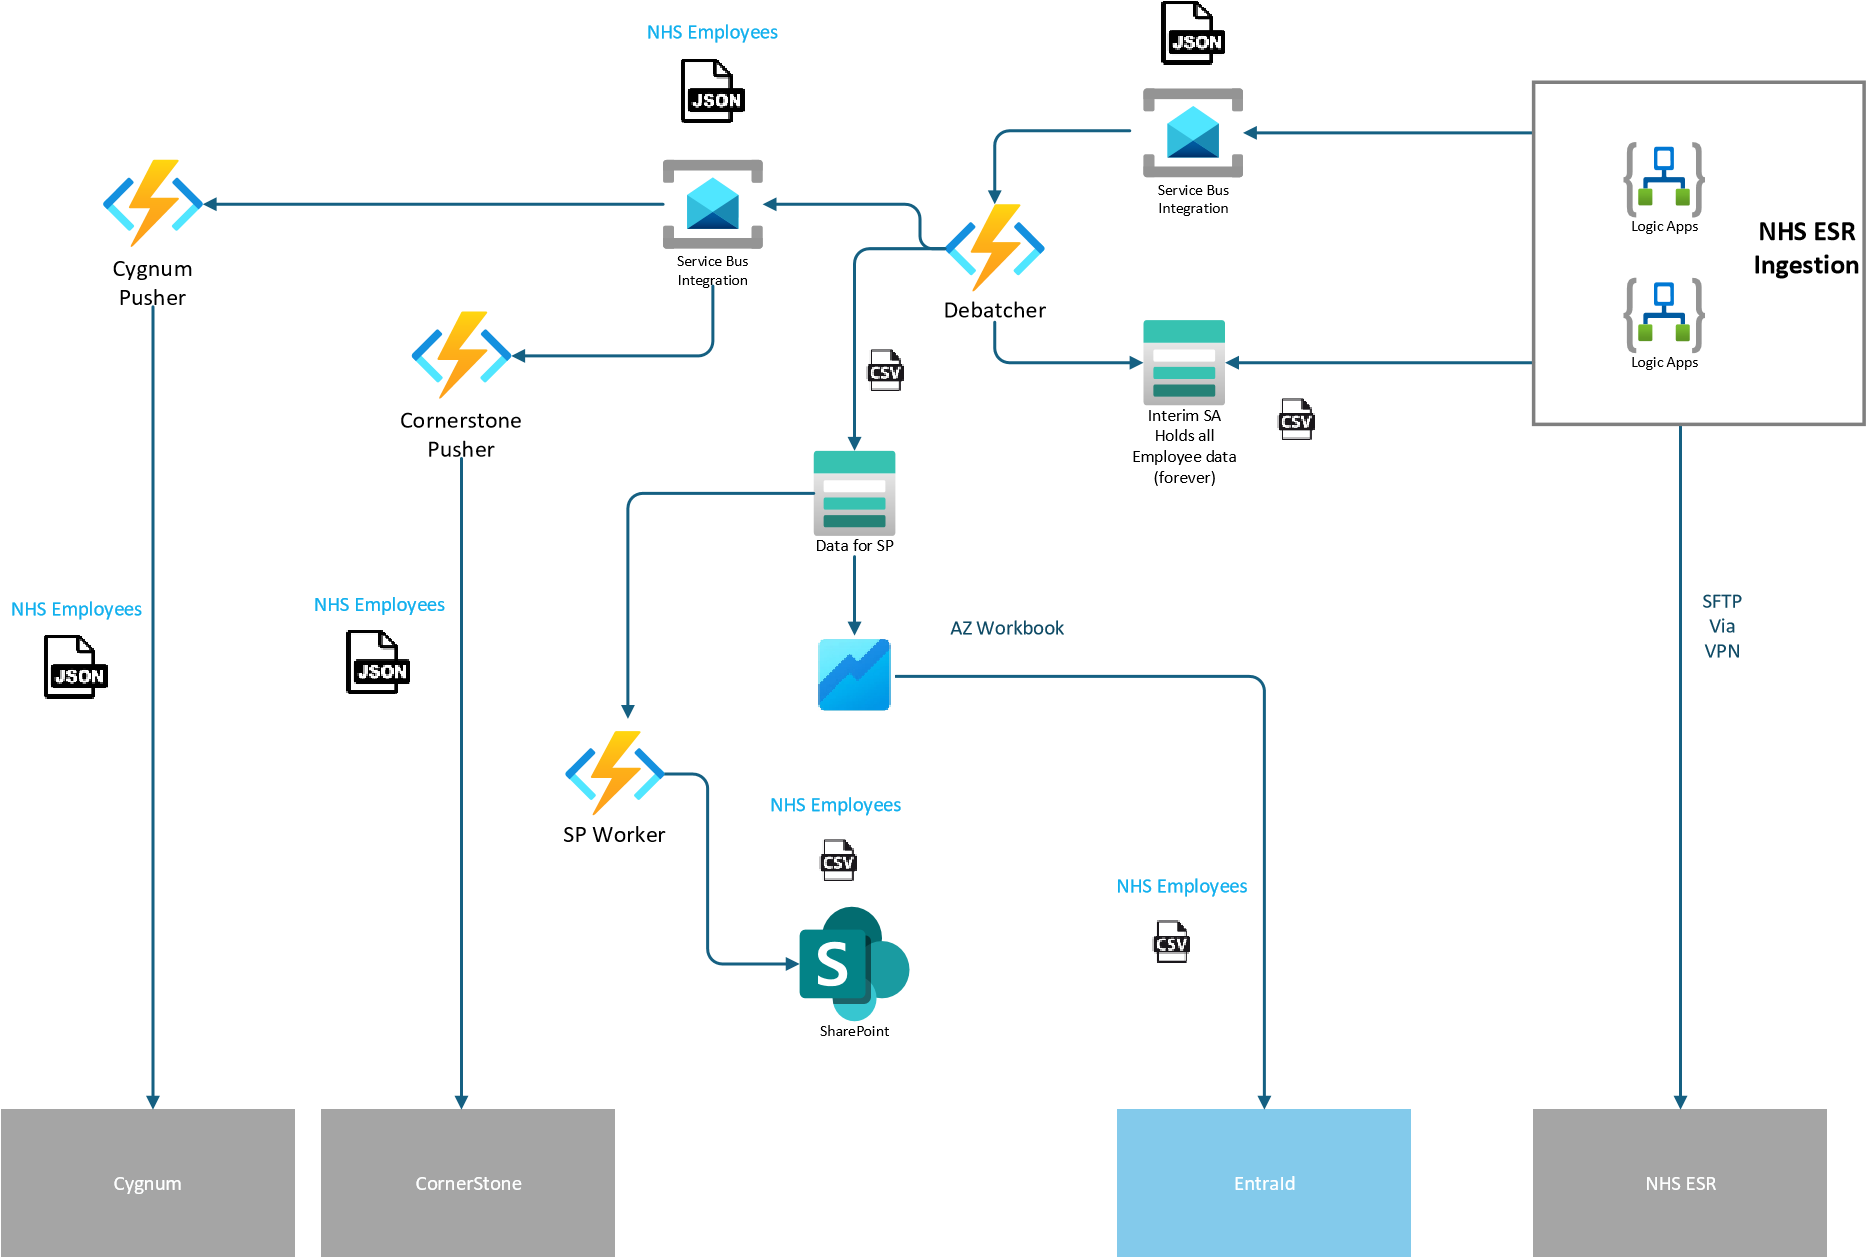 NHS Employees
JSON
JSON
Service Bus
Integration
Logic Apps
NHS ESR
Ingestion
Logic Apps
Service Bus
Integration
Cygnum
Pusher
Debatcher
CSV
Cornerstone
Pusher
Interim SA
Holds all
Employee data
(forever)
CSV
Data for SP
NHS Employees
JSON
NHS Employees
JSON
AZ Workbook
SFTP
Via
VPN
SP Worker
NHS Employees
CSV
NHS Employees
CSV
S
SharePoint
Cygnum
CornerStone
EntraId
NHS ESR